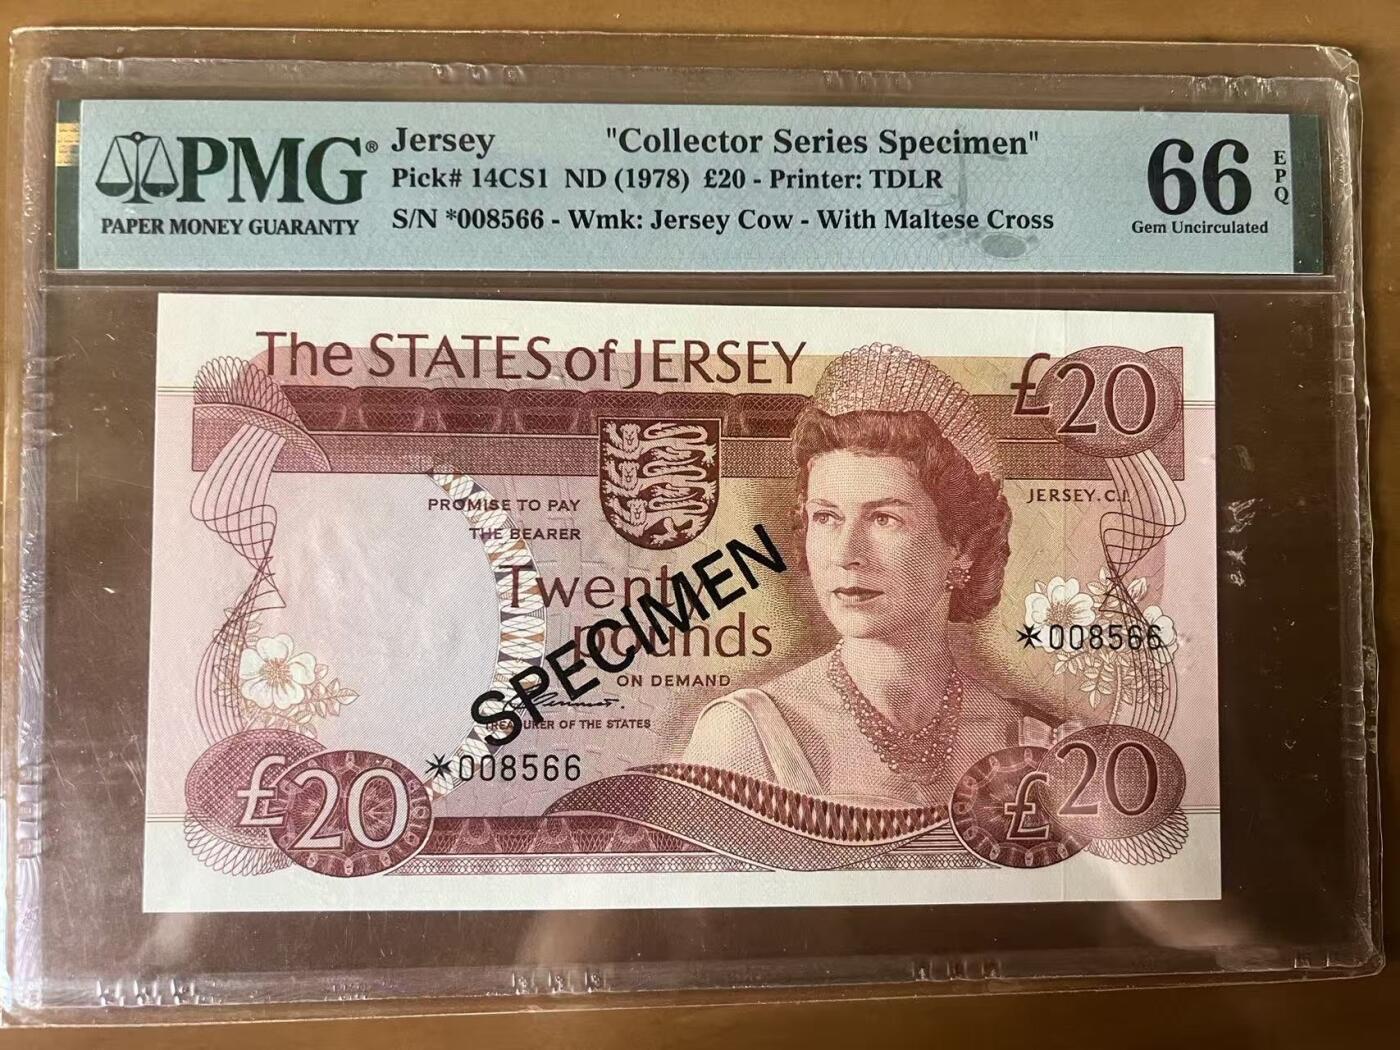 PMG®
PAPER MONEY GUARANTY
Jersey "Collector Series Specimen"
Pick# 14CS1 ND (1978) £20 - Printer: TDLR
S/N *008566 - Wmk: Jersey Cow - With Maltese Cross
66
EPQ
Gem Uncirculated
The STATES of JERSEY
£20
PROMISE TO PAY
THE BEARER
JERSEY.C.I.
Twenty
pounds
SPECIMEN
ON DEMAND
TREASURER OF THE STATES
*008566
*008566
£20
£20